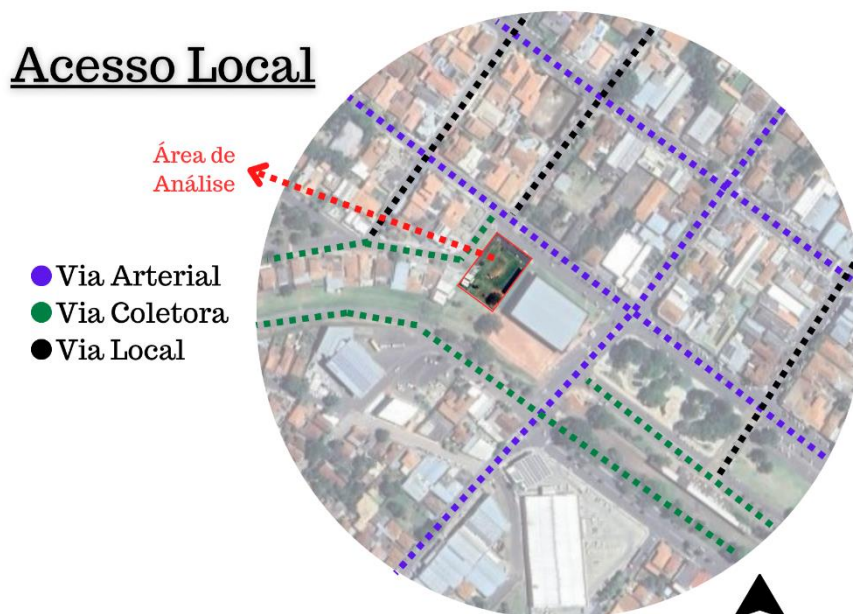 Acesso Local
Área de
Análise
Via Arterial
Via Coletora
Via Local